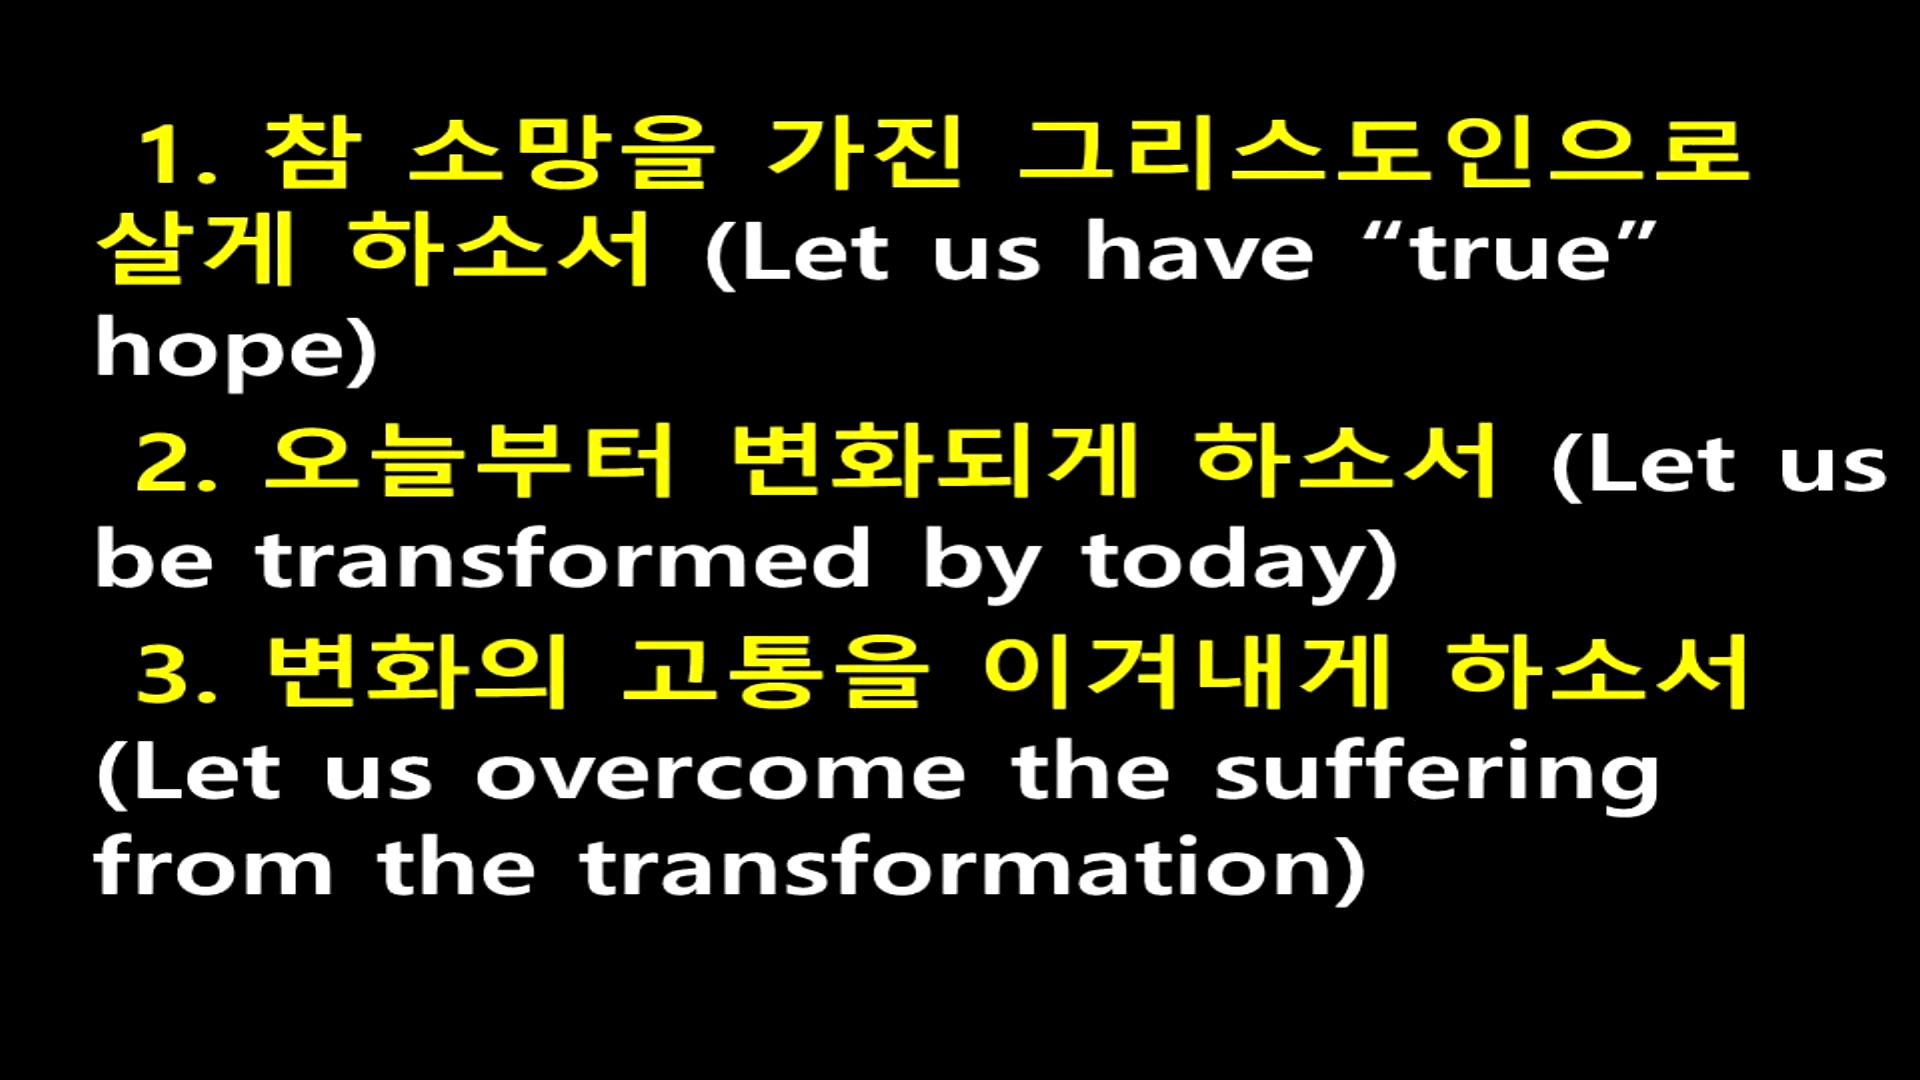 1. 참 소망을 가진 그리스도인으로
살게 하소서 (Let us have “true”
hope)
2. 오늘부터 변화되게 하소서 (Let us
be transformed by today)
3. 변화의 고통을 이겨내게 하소서
(Let us overcome the suffering
from the transformation)